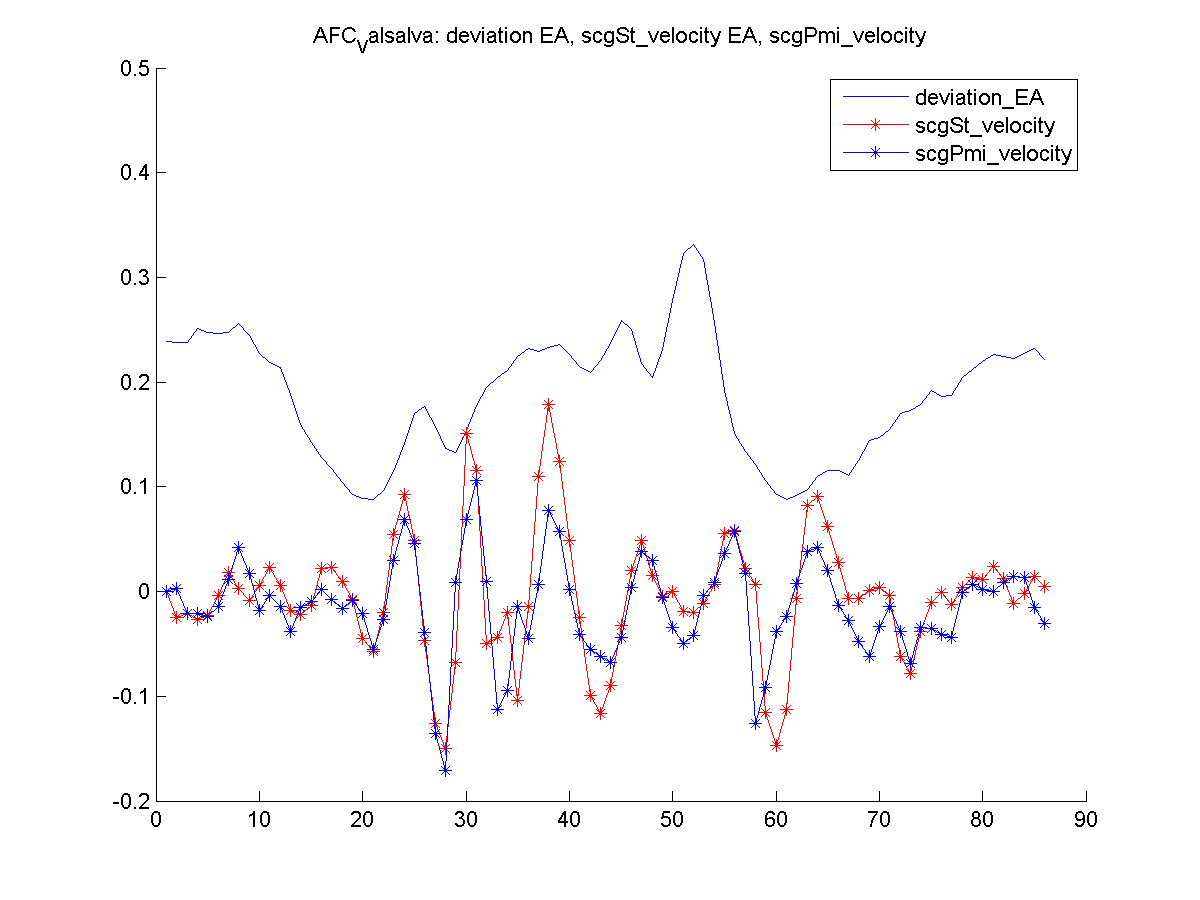 AFC_Valsalva: deviation EA, scgSt_velocity EA, scgPmi_velocity
0.5
deviation_EA
scgSt_velocity
scgPmi_velocity
0.4
0.3
0.2
0.1
0
-0.1
-0.2
0 10 20 30 40 50 60 70 80 90